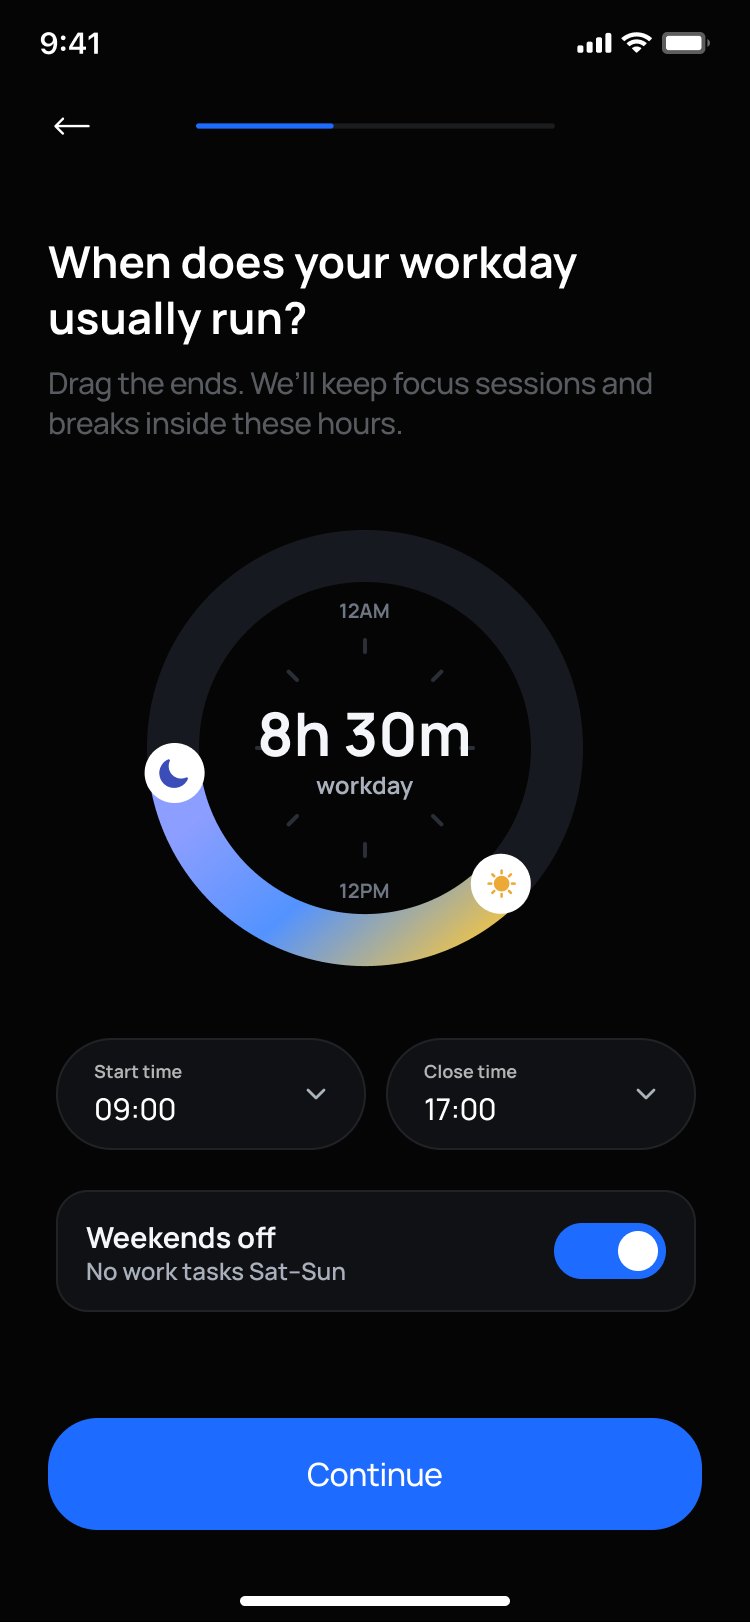 9:41
When does your workday
usually run?
Drag the ends. We’ll keep focus sessions and
breaks inside these hours.
12AM
8h 30m
workday
12PM
Start time
09:00
Close time
17:00
Weekends off
No work tasks Sat–Sun
Continue